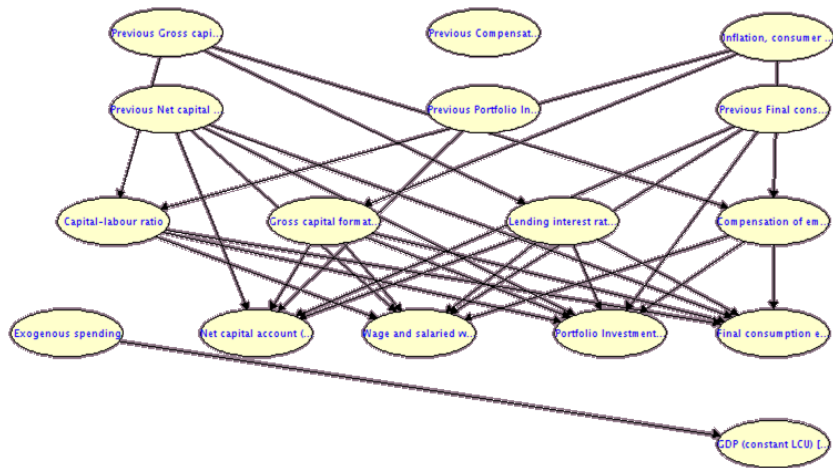 Previous Gross capi...
Previous Compensat...
Inflation, consumer ...
Previous Net capital ...
Previous Portfolio In...
Previous Final cons...
Capital-labour ratio
Gross capital format...
Lending interest rat...
Compensation of em...
Exogenous spending
Net capital account (...
Wage and salaried w...
Portfolio Investment...
Final consumption e...
GDP (constant LCU) [...